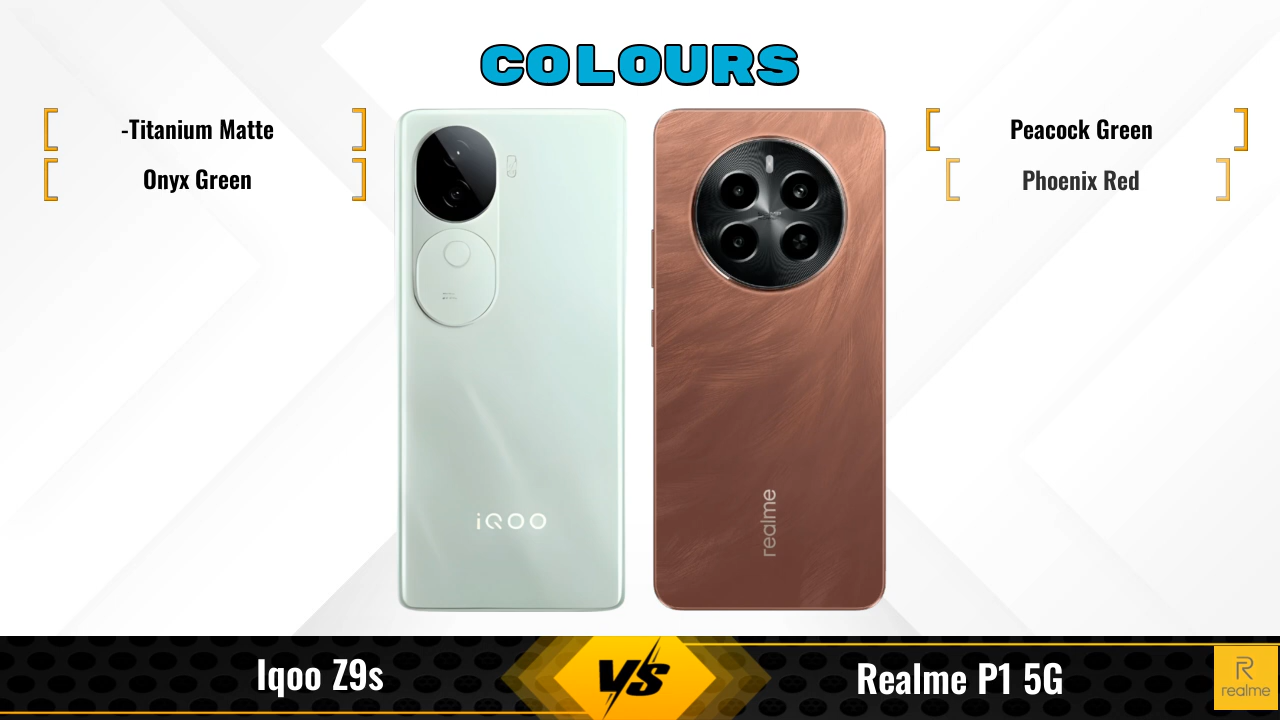 COLOURS
-Titanium Matte
Onyx Green
Peacock Green
Phoenix Red
iQOO
realme
Iqoo Z9s
VS
Realme P1 5G
R
realme